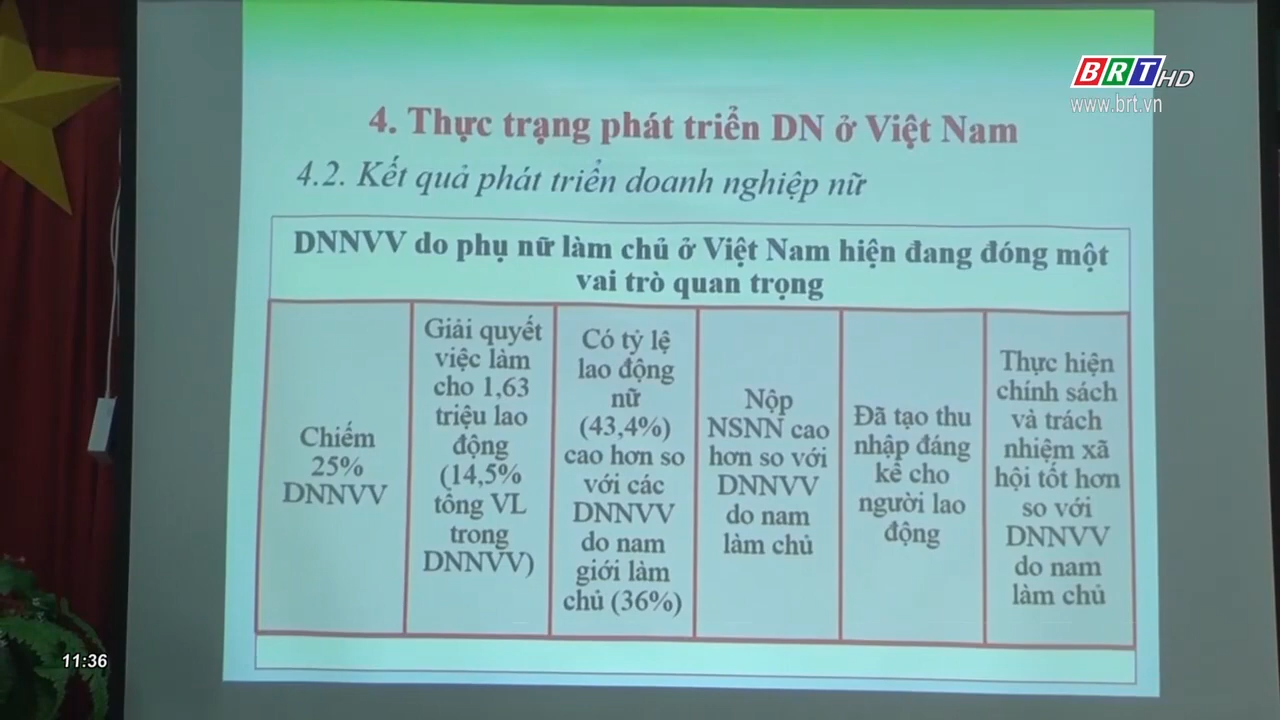 BRT HD
www.brt.vn
4. Thực trạng phát triển DN ở Việt Nam
4.2. Kết quả phát triển doanh nghiệp nữ
DNNVV do phụ nữ làm chủ ở Việt Nam hiện đang đóng một
vai trò quan trọng
Chiếm
25%
DNNVV
Giải quyết
việc làm
cho 1,63
triệu lao
động
(14,5%
tổng VL
trong
DNNVV)
Có tỷ lệ
lao động
nữ
(43,4%)
cao hơn so
với các
DNNVV
do nam
giới làm
chủ (36%)
Nộp
NSNN cao
hơn so với
DNNVV
do nam
làm chủ
Đã tạo thu
nhập đáng
kể cho
người lao
động
Thực hiện
chính sách
và trách
nhiệm xã
hội tốt hơn
so với
DNNVV
do nam
làm chủ
11:36